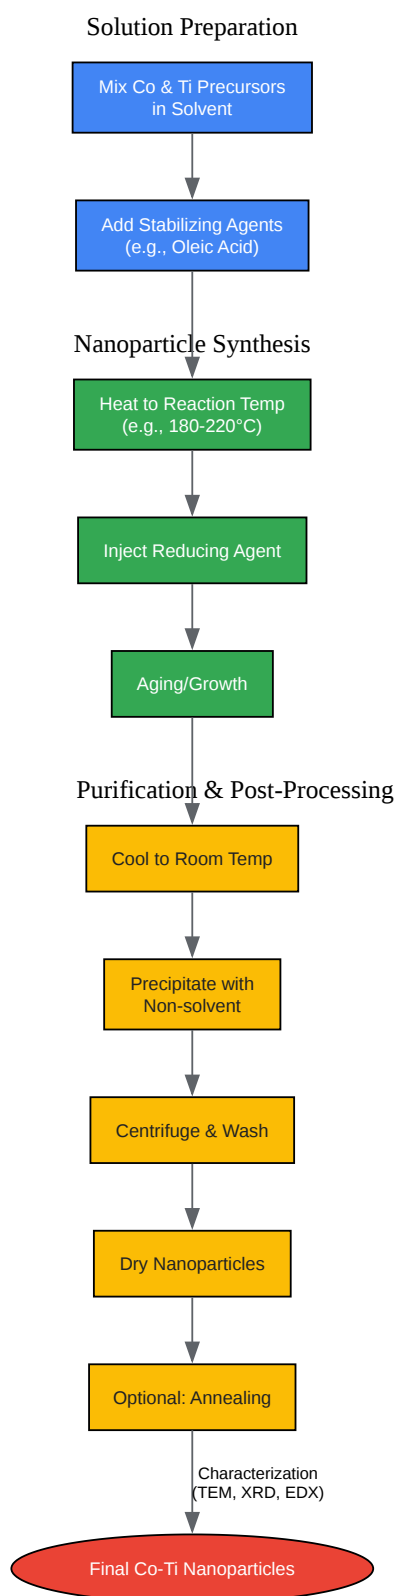 Solution Preparation
Mix Co & Ti Precursors
in Solvent
Add Stabilizing Agents
(e.g., Oleic Acid)
Nanoparticle Synthesis
Heat to Reaction Temp
(e.g., 180-220°C)
Inject Reducing Agent
Aging/Growth
Purification & Post-Processing
Cool to Room Temp
Precipitate with
Non-solvent
Centrifuge & Wash
Dry Nanoparticles
Optional: Annealing
Characterization
(TEM, XRD, EDX)
Final Co-Ti Nanoparticles